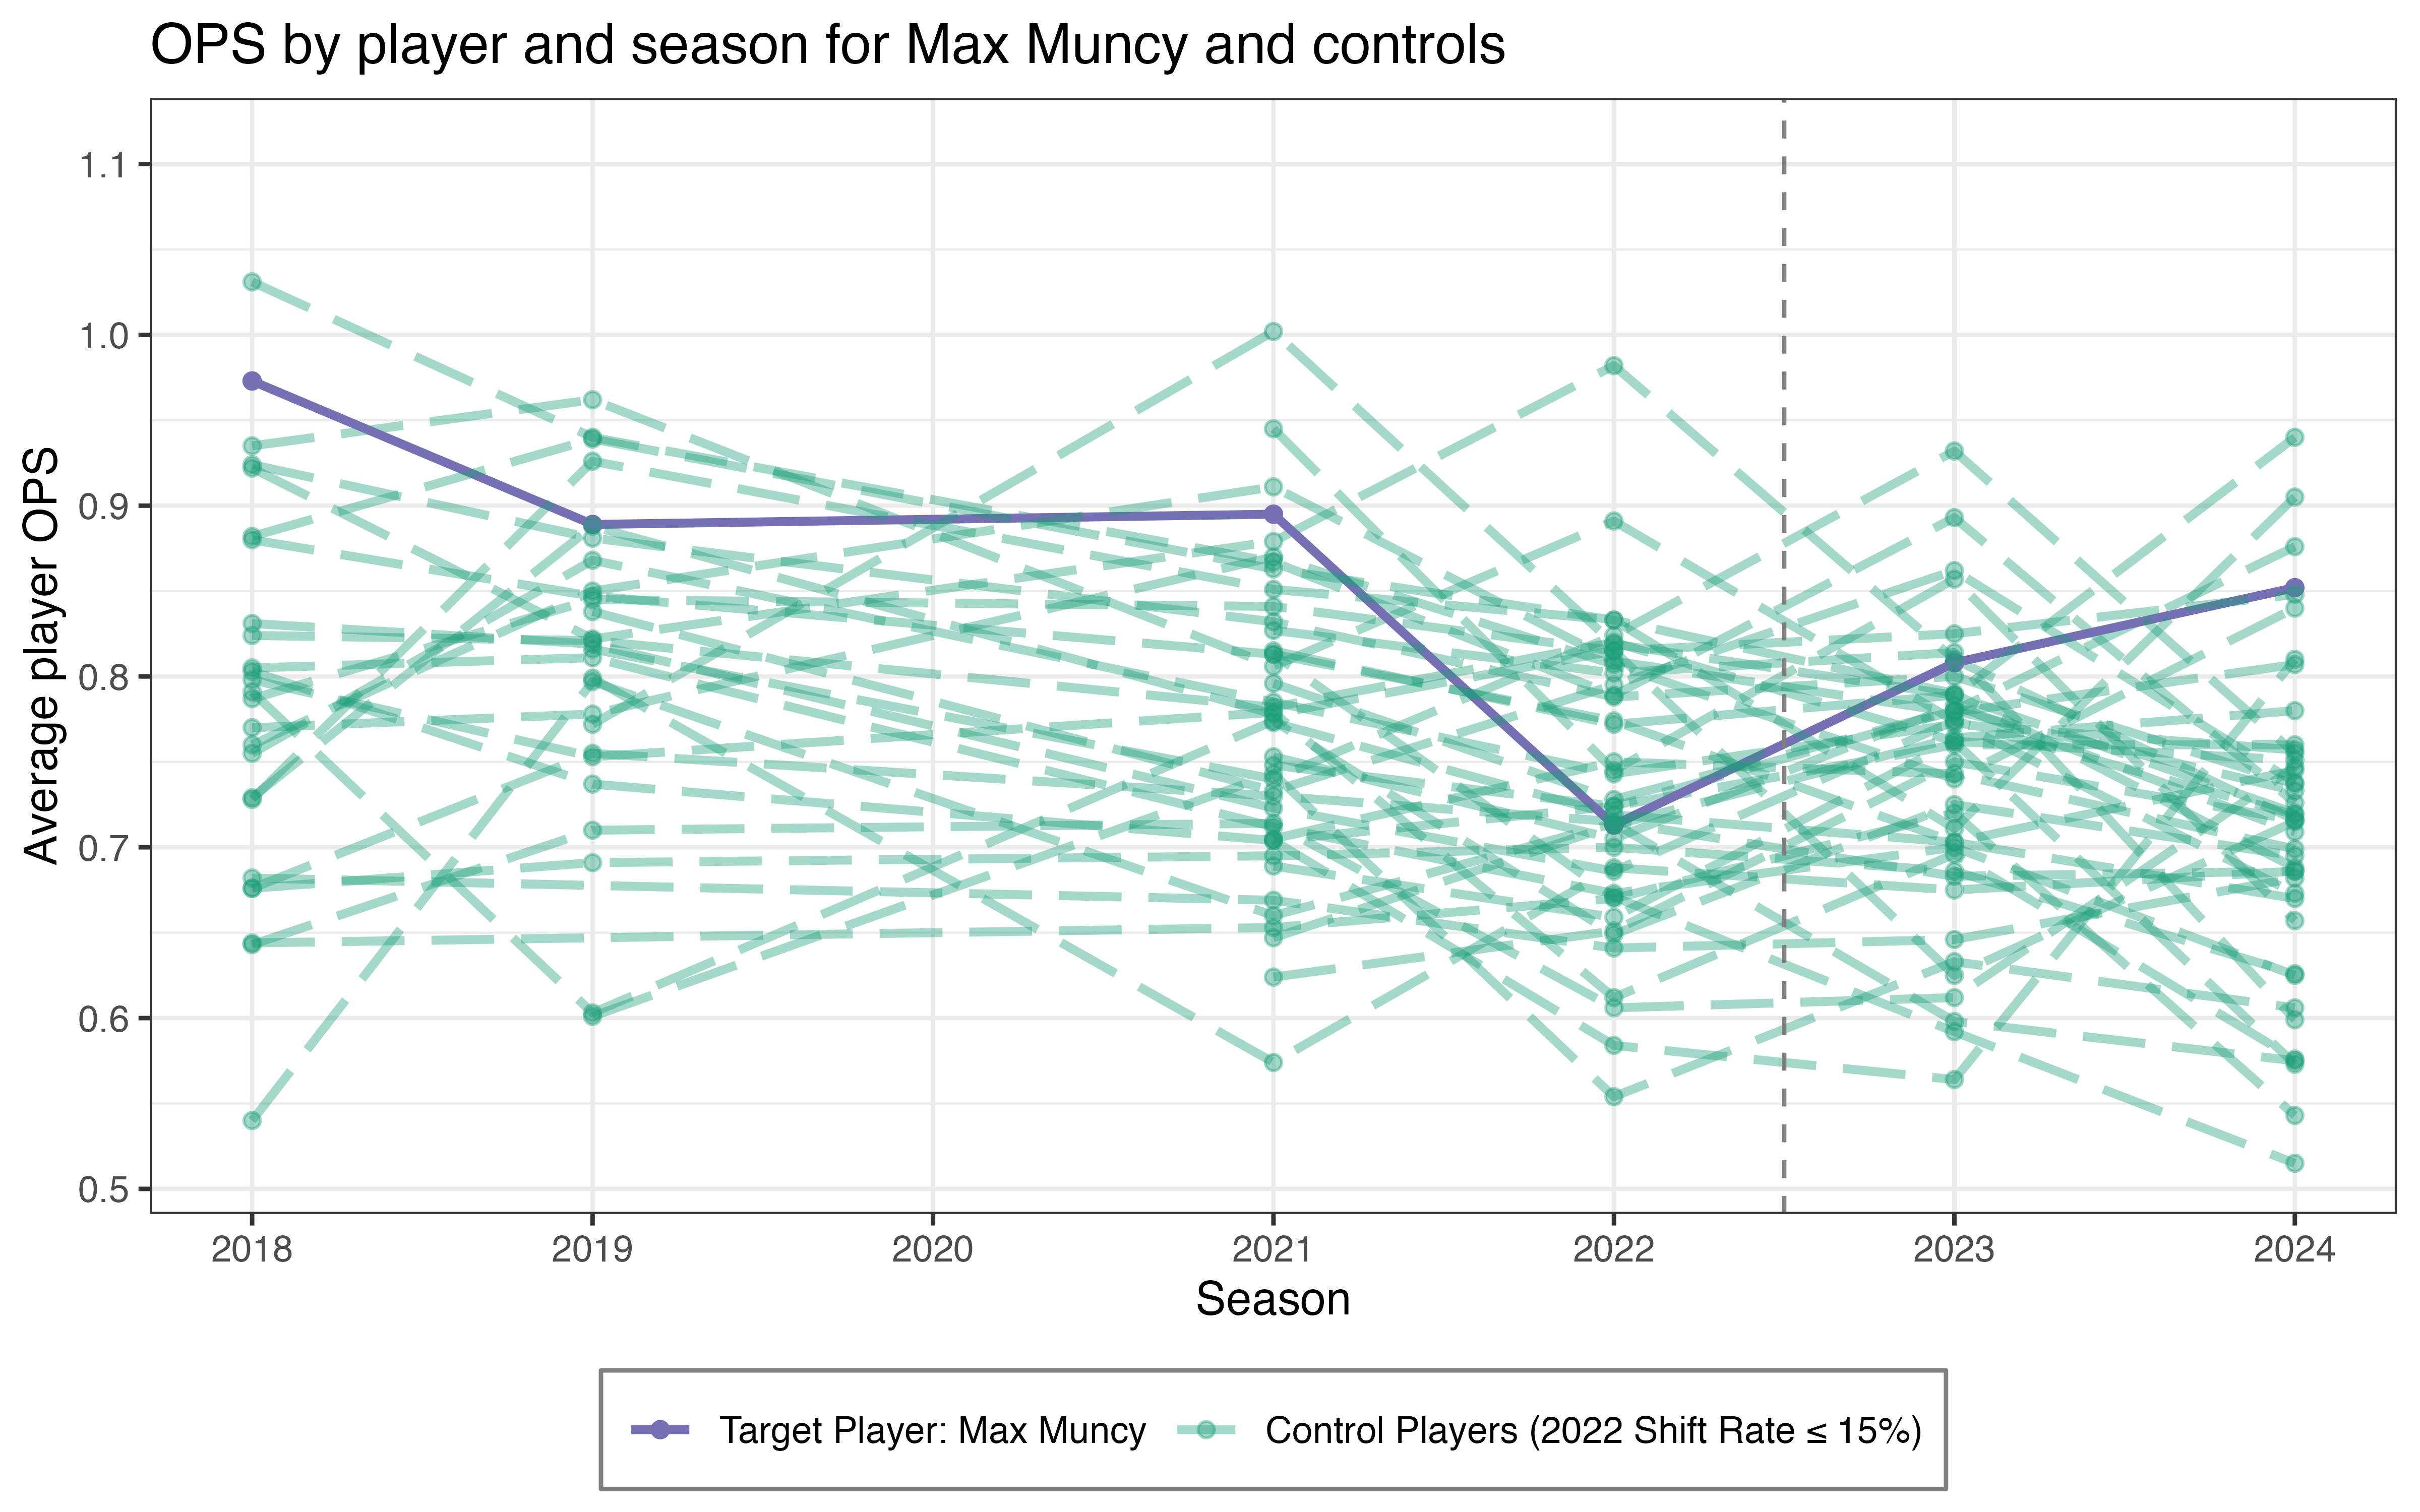 OPS by player and season for Max Muncy and controls
Average player OPS
1.1
1.0
0.9
0.8
0.7
0.6
0.5
2018 2019 2020 2021 2022 2023 2024
Season
Target Player: Max Muncy Control Players (2022 Shift Rate ≤ 15%)